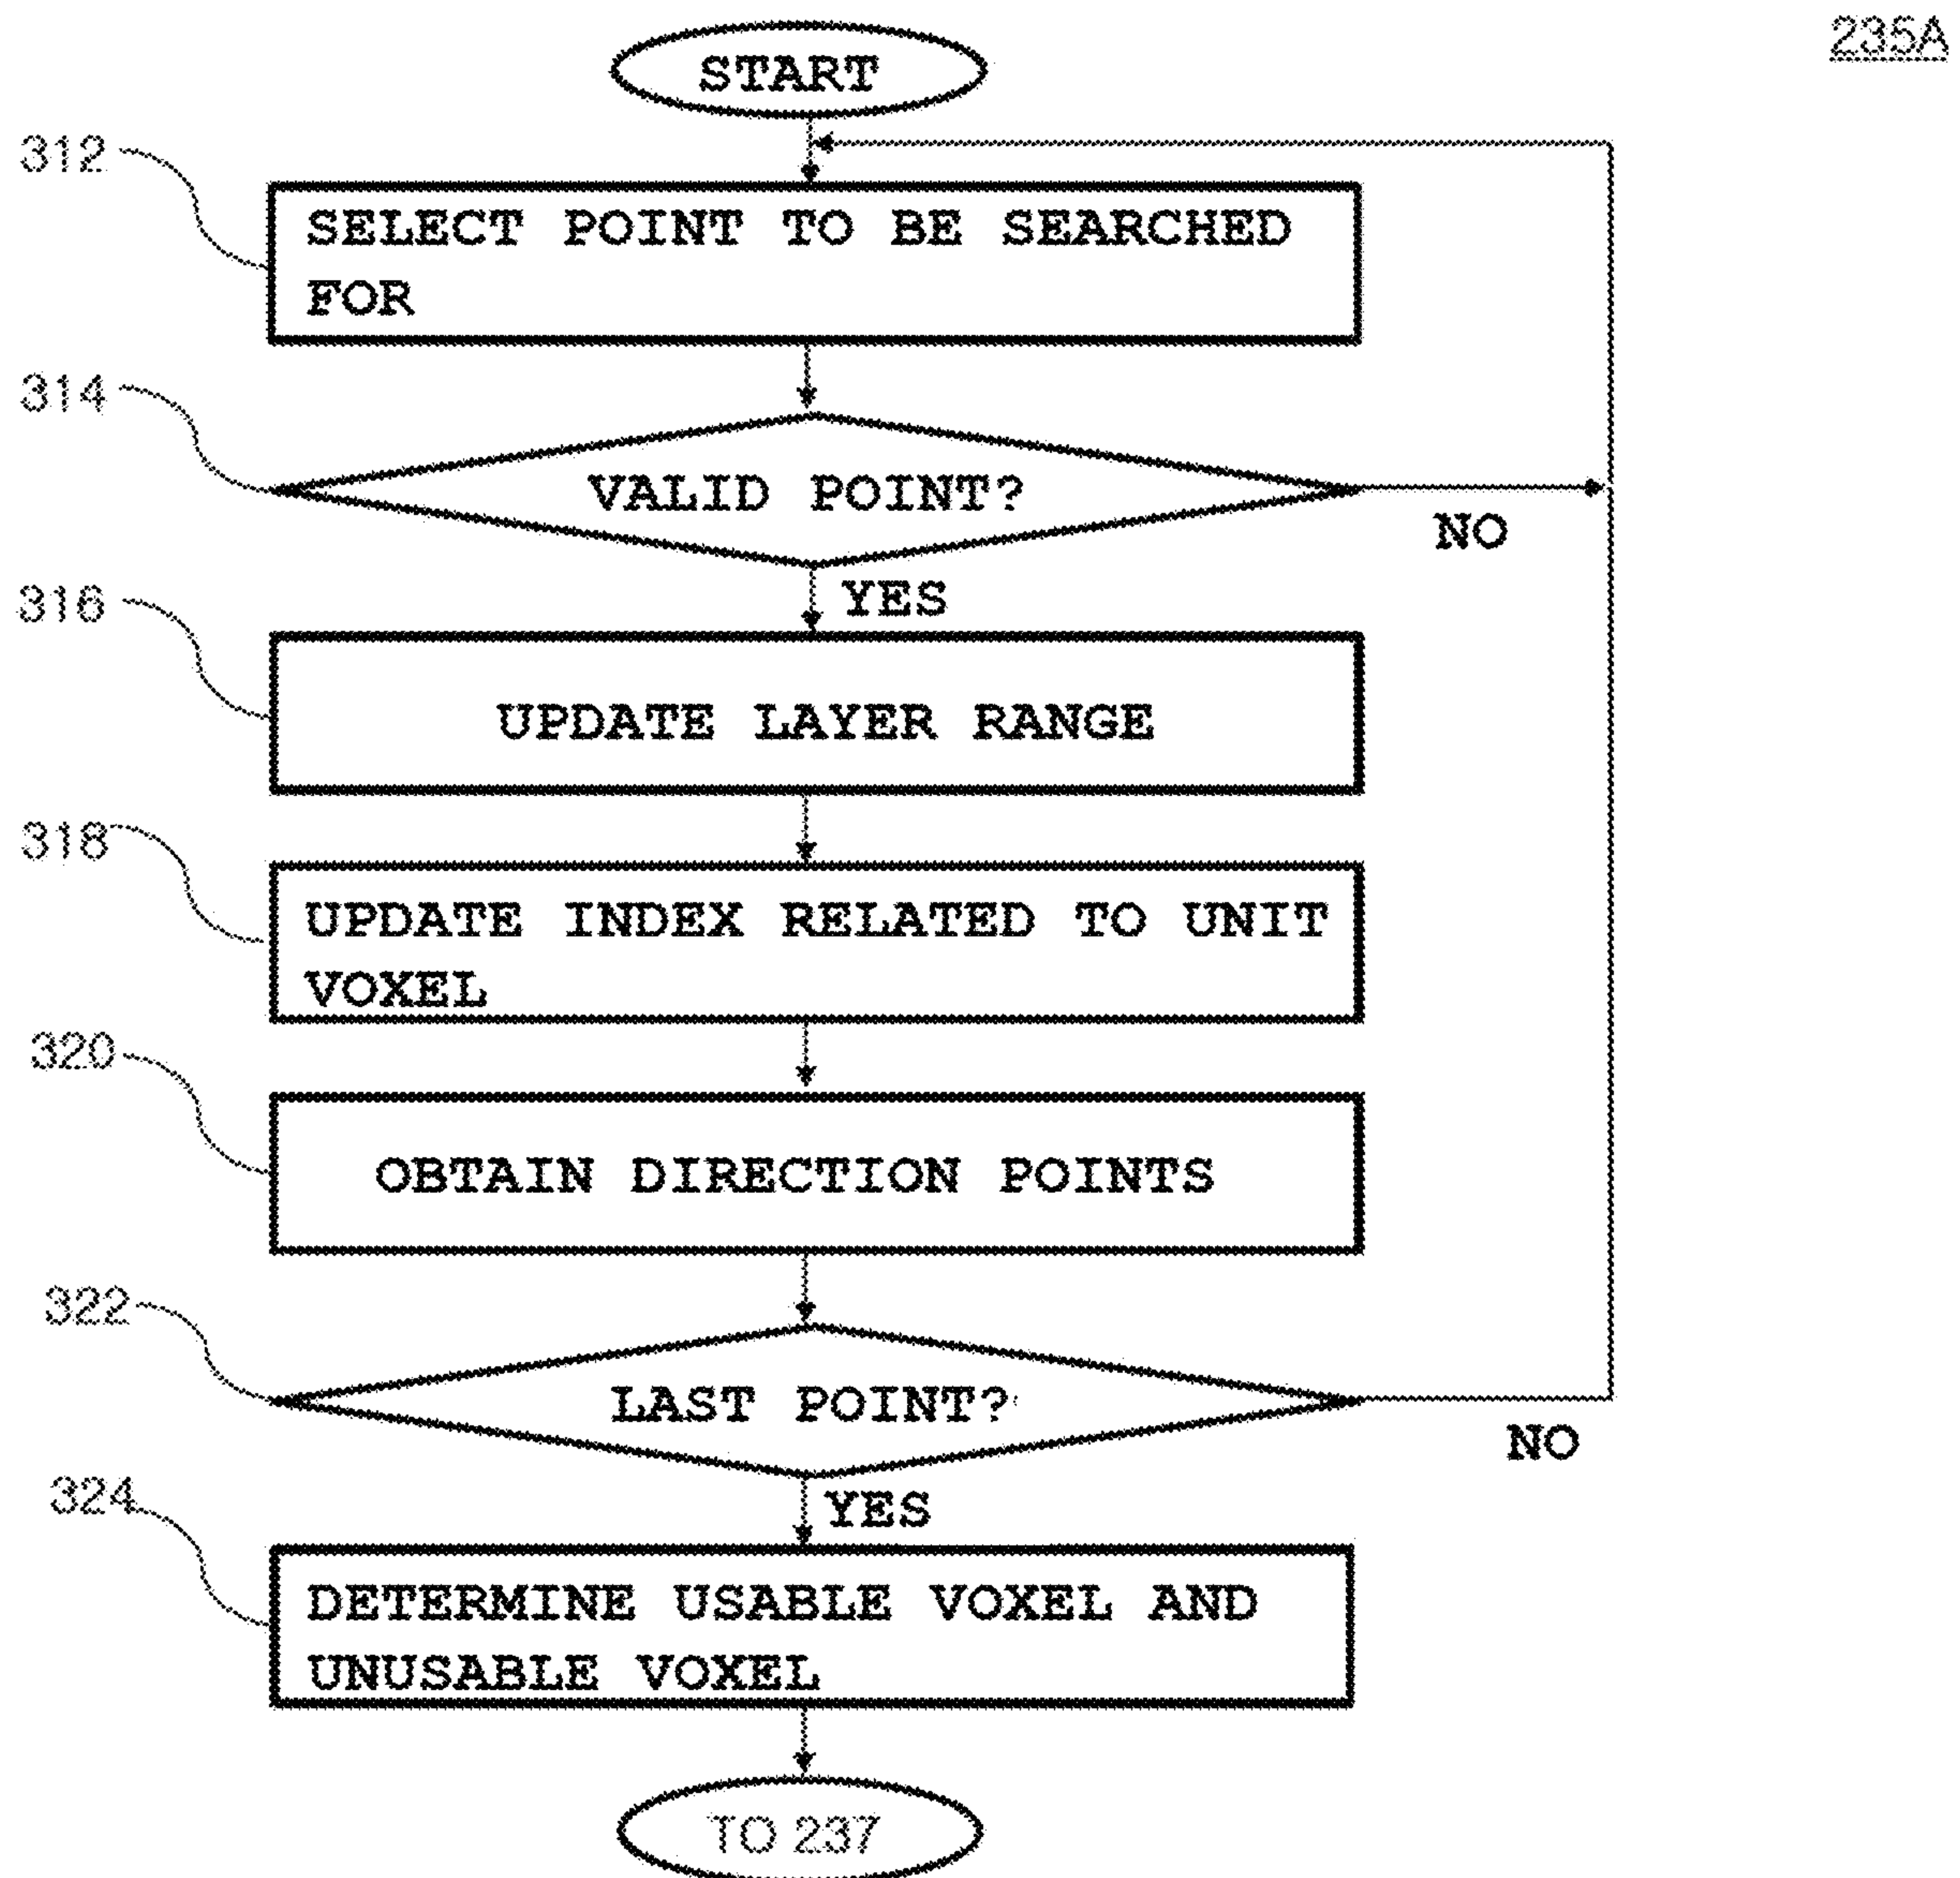 235A
START
312
SELECT POINT TO BE SEARCHED
FOR
314
VALID POINT?
NO
YES
316
UPDATE LAYER RANGE
318
UPDATE INDEX RELATED TO UNIT
VOXEL
320
OBTAIN DIRECTION POINTS
322
LAST POINT?
NO
YES
324
DETERMINE USABLE VOXEL AND
UNUSABLE VOXEL
TO 237